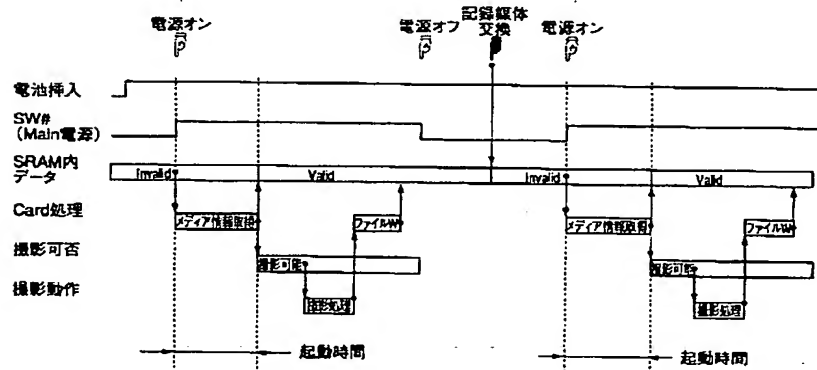 電源オン
電源オフ
記録媒体
交換
電源オン
電池挿入
SW#
(Main電源)
SRAM内
データ
Invalid
Valid
Invalid
Valid
Card処理
メディア情報取得
ファイルW
メディア情報取得
ファイルW
撮影可否
撮影可能
撮影可能
撮影動作
撮影処理
撮影処理
起動時間
起動時間